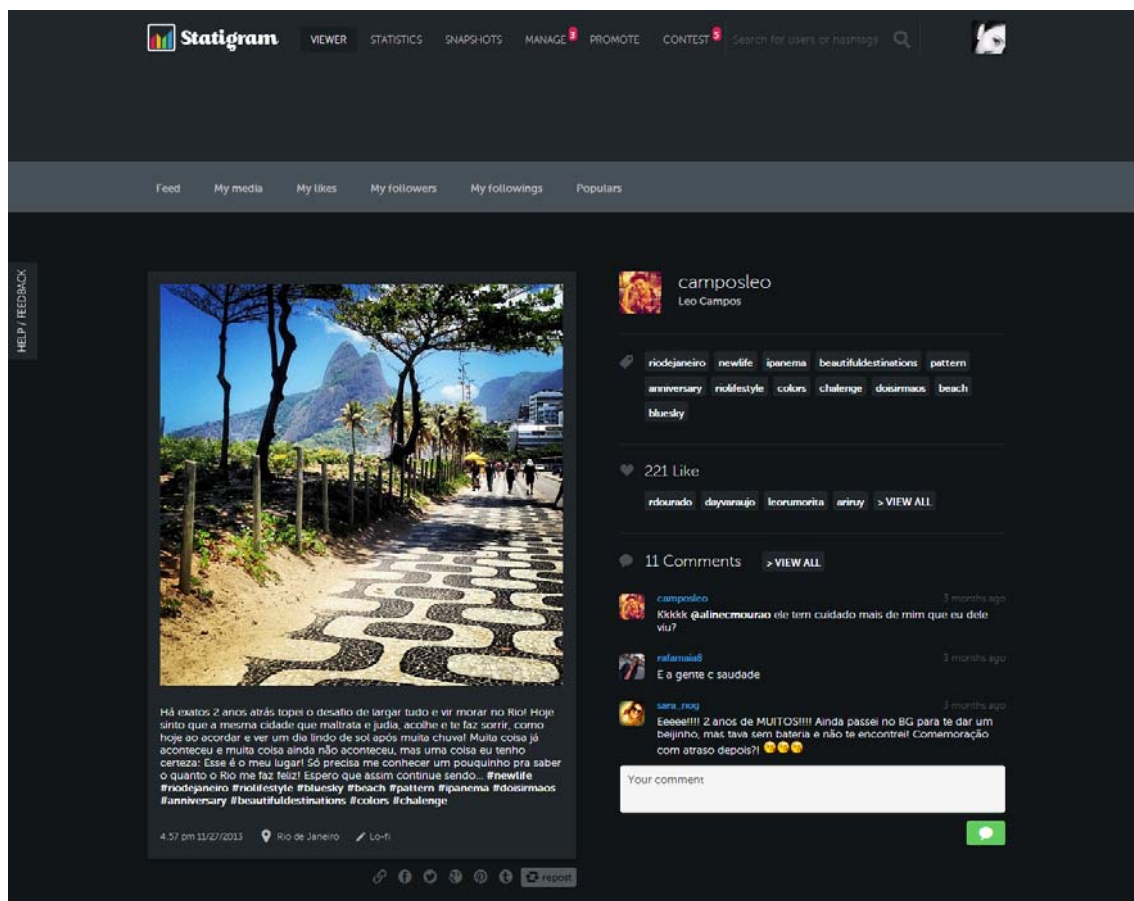 Statigram VIEWER STATISTICS SNAPSHOTS MANAGE 3 PROMOTE CONTEST 5 Search for users or hashtags
Feed My media My likes My followers My followings Populars
HELP / FEEDBACK
Há exatos 2 anos atrás topei o desafio de largar tudo e vir morar no Rio! Hoje
sinto que a mesma cidade que maltrata e judia, acolhe e te faz sorrir, como
hoje ao acordar e ver um dia lindo de sol após muita chuva! Muita coisa já
aconteceu e muita coisa ainda não aconteceu, mas uma coisa eu tenho
certeza: Esse é o meu lugar! Só precisa me conhecer um pouquinho pra saber
o quanto o Rio me faz feliz! Espero que assim continue sendo... #newlife
#riodejaneiro #riolifestyle #bluesky #beach #pattern #ipanema #doisirmaos
#anniversary #beautifuldestinations #colors #chalenge
4:57 pm 11/27/2013 Rio de Janeiro Lo-fi
repost
camposleo
Leo Campos
riodejaneiro newlife ipanema beautifuldestinations pattern
anniversary riolifestyle colors chalenge doisirmaos beach
bluesky
221 Like
rdourado dayvaraujo leorumorita ariruy > VIEW ALL
11 Comments > VIEW ALL
camposleo 3 months ago
Kkkkk @alinecmourao ele tem cuidado mais de mim que eu dele
viu?
rafamaia8 3 months ago
E a gente c saudade
sara_nog 3 months ago
Eeeee!!!! 2 anos de MUITOS!!!! Ainda passei no BG para te dar um
beijinho, mas tava sem bateria e não te encontrei! Comemoração
com atraso depois?!
Your comment